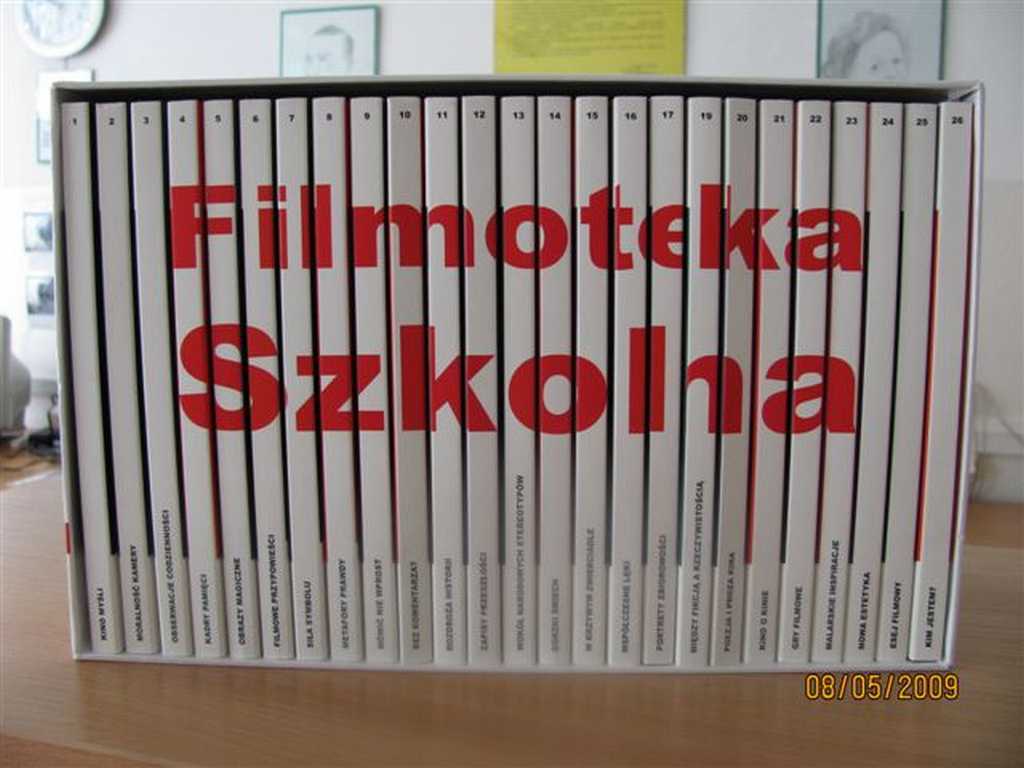 1 2 3 4 5 6 7 8 9 10 11 12 13 14 15 16 17 19 20 21 22 23 24 25 26
Filmoteka
Szkolna
KINO MYŚLI
MORALNOŚĆ KAMERY
OBSERWACJE CODZIENNOŚCI
KADRY PAMIĘCI
OBRAZY MAGICZNE
FILMOWE PRZYPOWIEŚCI
SIŁA SYMBOLU
METAFORY PRAWDY
MÓWIĆ NIE WPROST
BEZ KOMENTARZA?
ROZDROŻA HISTORII
ZAPISY PRZESZŁOŚCI
WOKÓŁ NARODOWYCH STEREOTYPÓW
GORZKI ŚMIECH
W KRZYWYM ZWIERCIADLE
WSPÓŁCZESNE LĘKI
PORTRETY ZBIOROWOŚCI
MIĘDZY FIKCJĄ A RZECZYWISTOŚCIĄ
POEZJA I PROZA KINA
KINO O KINIE
GRY FILMOWE
MALARSKIE INSPIRACJE
NOWA ESTETYKA
ESEJ FILMOWY
KIM JESTEM?
08/05/2009